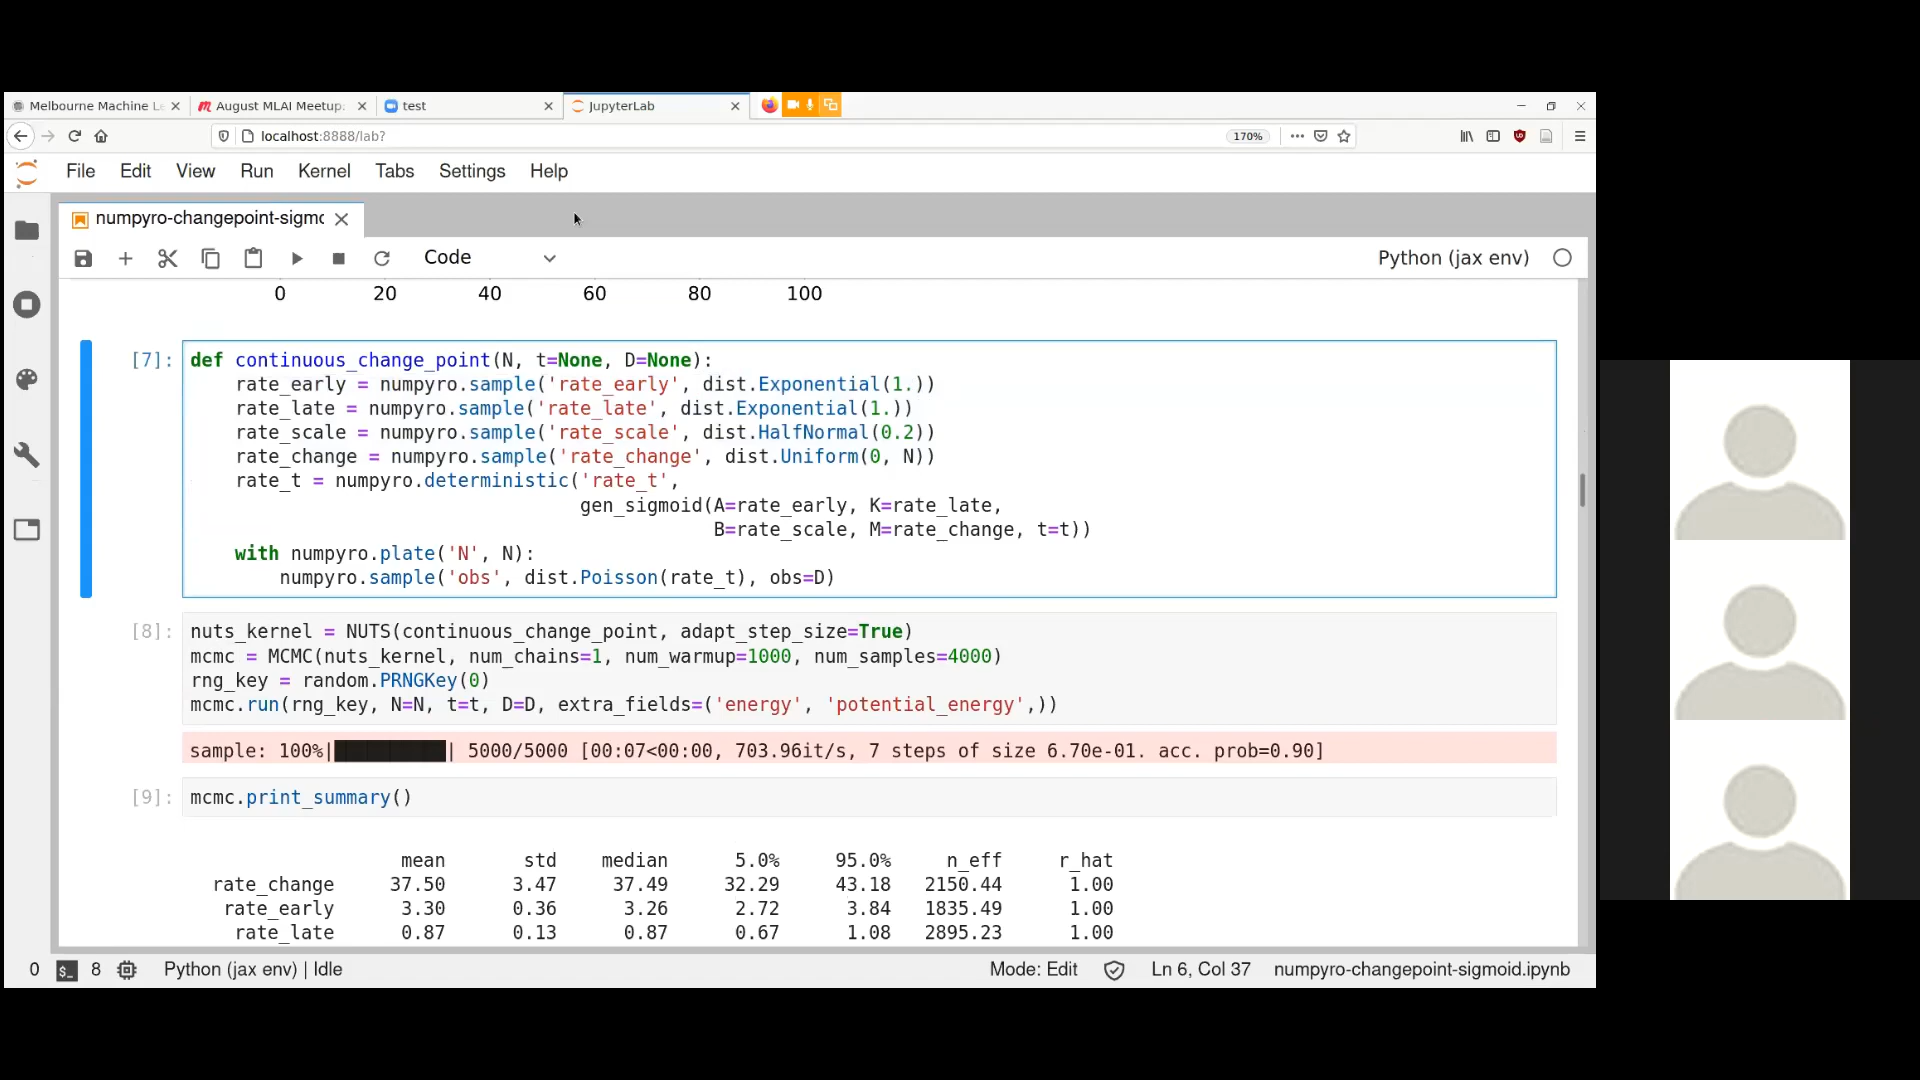 Melbourne Machine Le
August MLAI Meetup:
test
JupyterLab
localhost:8888/lab?
170%
File Edit View Run Kernel Tabs Settings Help
numpyro-changepoint-sigmo
Code
Python (jax env)
0 20 40 60 80 100
[7]: def continuous_change_point(N, t=None, D=None):
    rate_early = numpyro.sample('rate_early', dist.Exponential(1.))
    rate_late = numpyro.sample('rate_late', dist.Exponential(1.))
    rate_scale = numpyro.sample('rate_scale', dist.HalfNormal(0.2))
    rate_change = numpyro.sample('rate_change', dist.Uniform(0, N))
    rate_t = numpyro.deterministic('rate_t',
                                   gen_sigmoid(A=rate_early, K=rate_late,
                                               B=rate_scale, M=rate_change, t=t))
    with numpyro.plate('N', N):
        numpyro.sample('obs', dist.Poisson(rate_t), obs=D)
[8]: nuts_kernel = NUTS(continuous_change_point, adapt_step_size=True)
mcmc = MCMC(nuts_kernel, num_chains=1, num_warmup=1000, num_samples=4000)
rng_key = random.PRNGKey(0)
mcmc.run(rng_key, N=N, t=t, D=D, extra_fields=('energy', 'potential_energy',))
sample: 100%|██████████| 5000/5000 [00:07<00:00, 703.96it/s, 7 steps of size 6.70e-01. acc. prob=0.90]
[9]: mcmc.print_summary()
mean std median 5.0% 95.0% n_eff r_hat
rate_change 37.50 3.47 37.49 32.29 43.18 2150.44 1.00
rate_early 3.30 0.36 3.26 2.72 3.84 1835.49 1.00
rate_late 0.87 0.13 0.87 0.67 1.08 2895.23 1.00
0 $_ 8 Python (jax env) | Idle Mode: Edit Ln 6, Col 37 numpyro-changepoint-sigmoid.ipynb